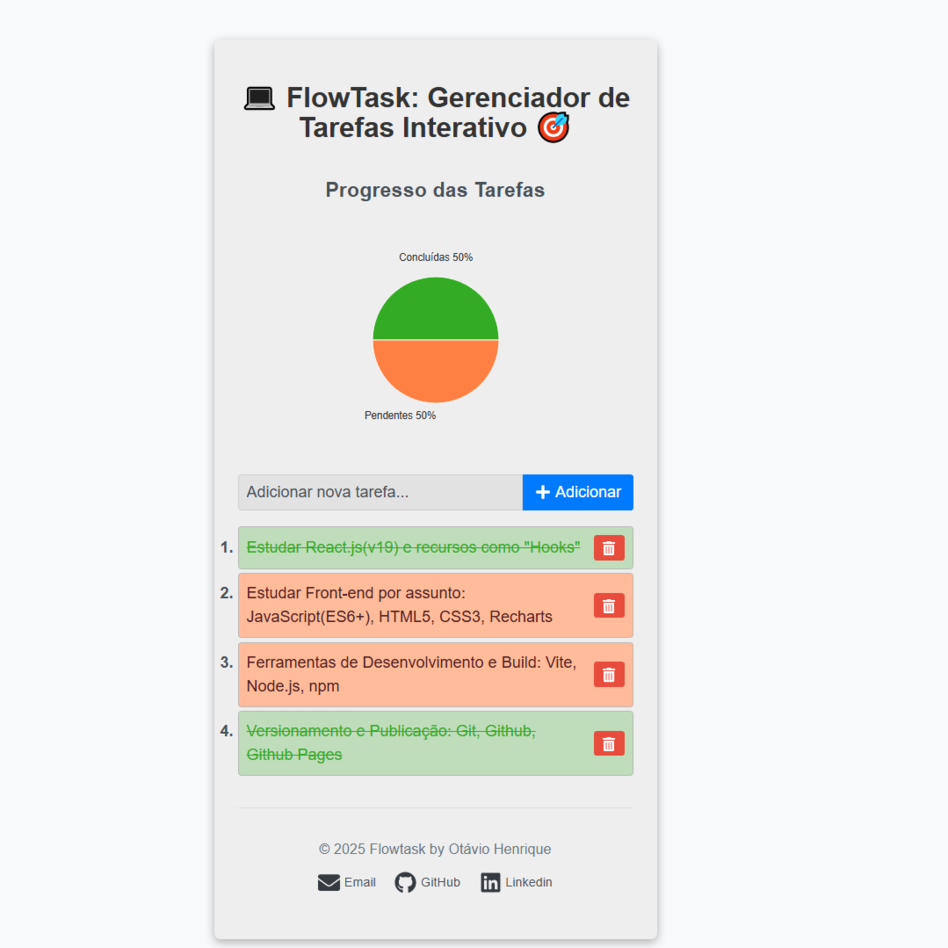 FlowTask: Gerenciador de
Tarefas Interativo
Progresso das Tarefas
Concluídas 50%
Pendentes 50%
Adicionar nova tarefa...
Adicionar
1. Estudar React.js(v19) e recursos como "Hooks"
2. Estudar Front-end por assunto:
JavaScript(ES6+), HTML5, CSS3, Recharts
3. Ferramentas de Desenvolvimento e Build: Vite,
Node.js, npm
4. Versionamento e Publicação: Git, Github,
Github Pages
© 2025 Flowtask by Otávio Henrique
Email GitHub Linkedin